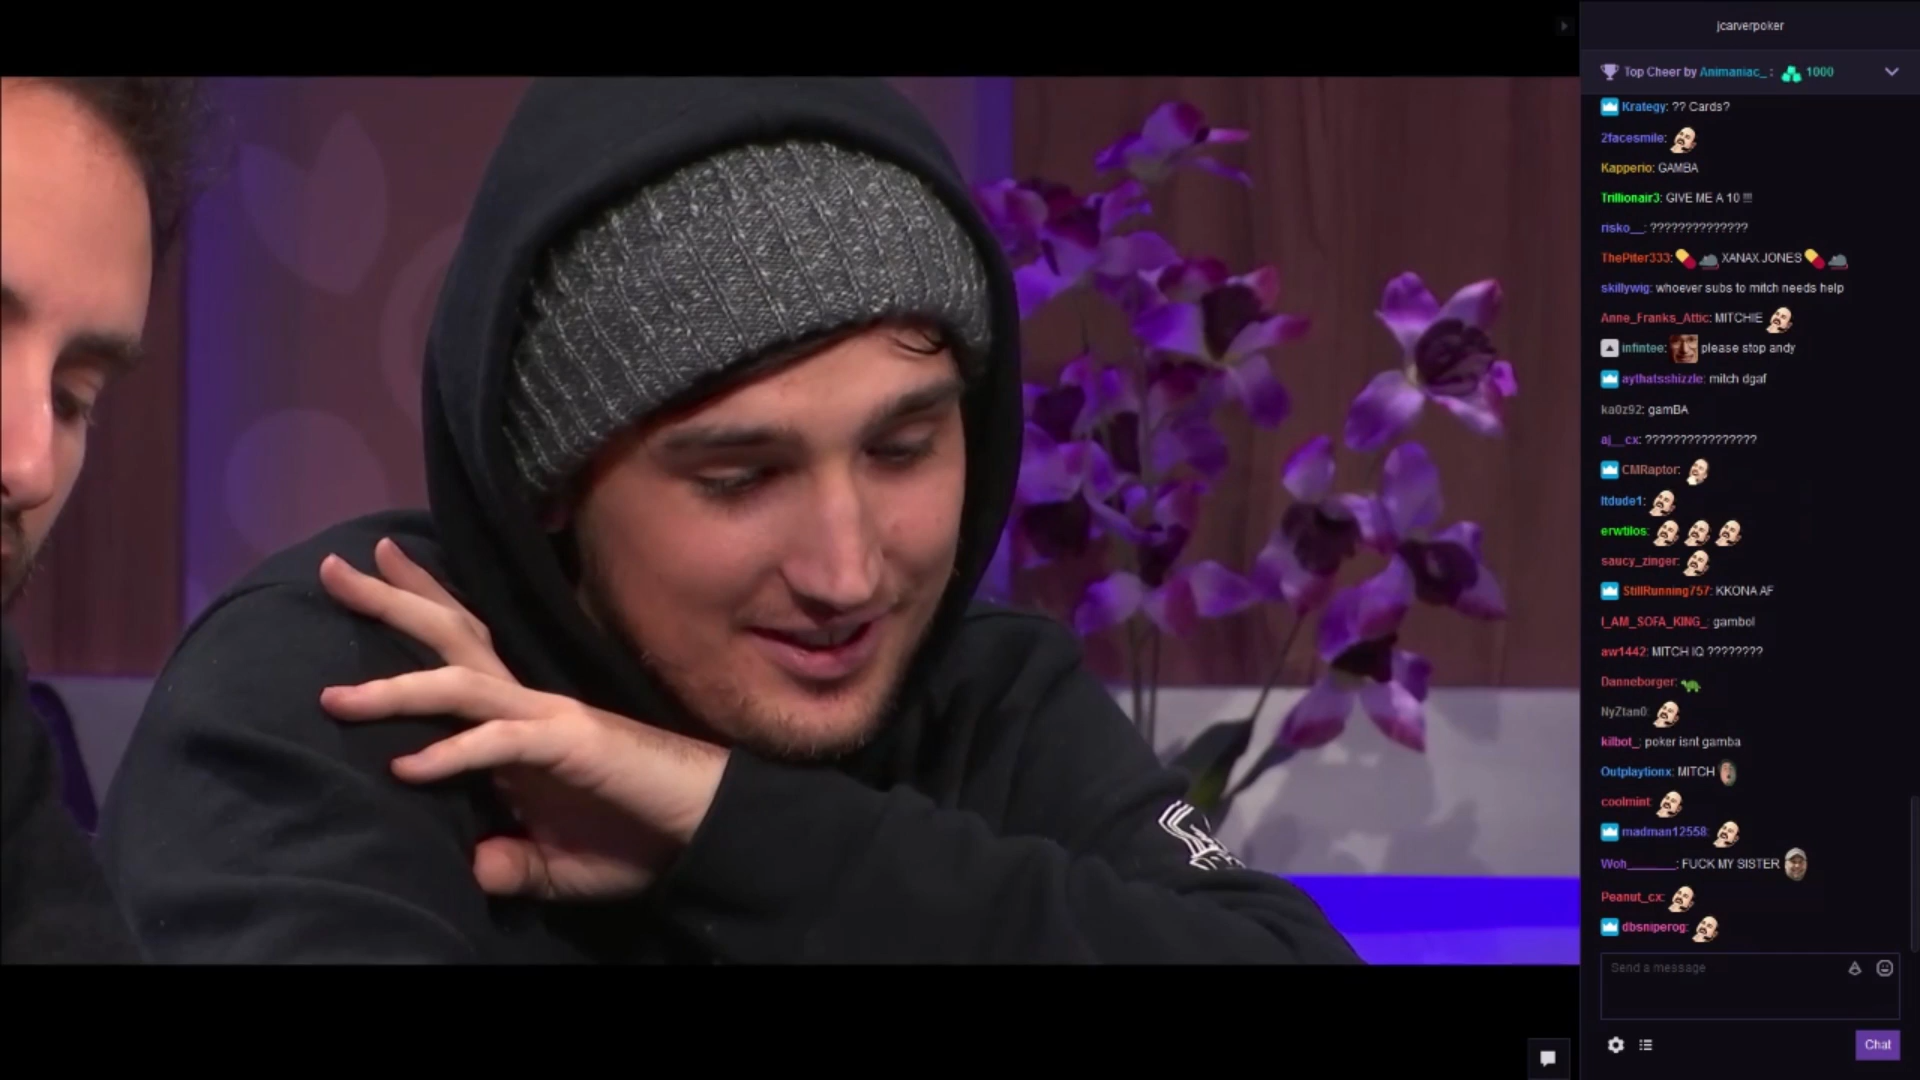 jcarverpoker
Top Cheer by Animaniac_ : 1000
Krategy: ?? Cards?
2facesmile:
Kapperio: GAMBA
Trillionair3: GIVE ME A 10 !!!
risko__: ??????????????
ThePiter333: XANAX JONES
skillywig: whoever subs to mitch needs help
Anne_Franks_Attic: MITCHIE
infintee: please stop andy
aythatsshizzle: mitch dgaf
ka0z92: gamBA
aj__cx: ????????????????
CMRaptor:
ltdude1:
erwtilos:
saucy_zinger:
StillRunning757: KKONA AF
I_AM_SOFA_KING_: gambol
aw1442: MITCH IQ ????????
Danneborger:
NyZtan0:
kilbot_: poker isnt gamba
Outplaytionx: MITCH
coolmint:
madman12558:
Woh_______: FUCK MY SISTER
Peanut_cx:
dbsniperog:
Send a message
Chat